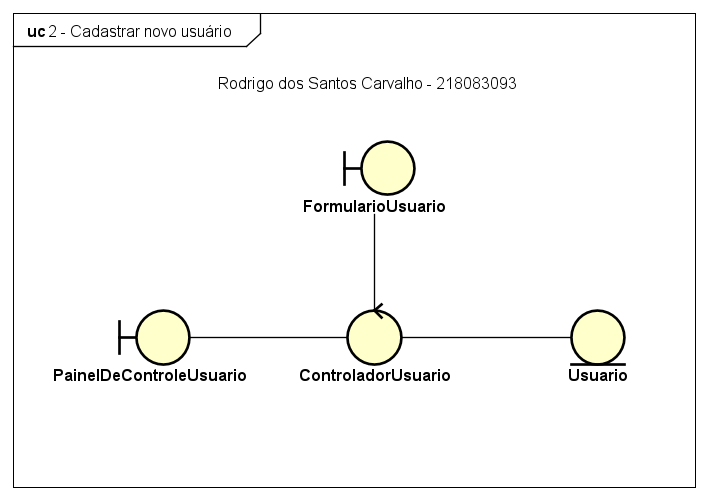 uc 2 - Cadastrar novo usuário
Rodrigo dos Santos Carvalho - 218083093
FormularioUsuario
PainelDeControleUsuario
ControladorUsuario
Usuario